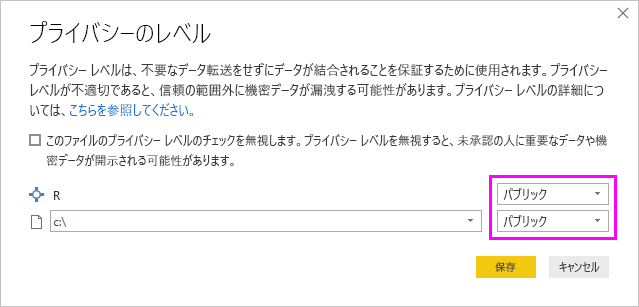 プライバシーのレベル
プライバシー レベルは、不要なデータ転送をせずにデータが結合されることを保証するために使用されます。プライバシー
レベルが不適切であると、信頼の範囲外に機密データが漏洩する可能性があります。プライバシー レベルの詳細につ
いては、こちらを参照してください。
このファイルのプライバシー レベルのチェックを無視します。プライバシー レベルを無視すると、未承認の人に重要なデータや機
密データが開示される可能性があります。
R パブリック
c:\ パブリック
保存 キャンセル